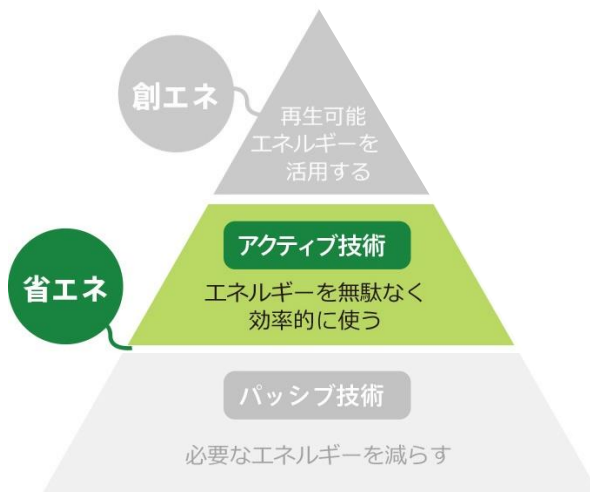 創エネ
再生可能
エネルギーを
活用する
アクティブ技術
省エネ
エネルギーを無駄なく
効率的に使う
パッシブ技術
必要なエネルギーを減らす